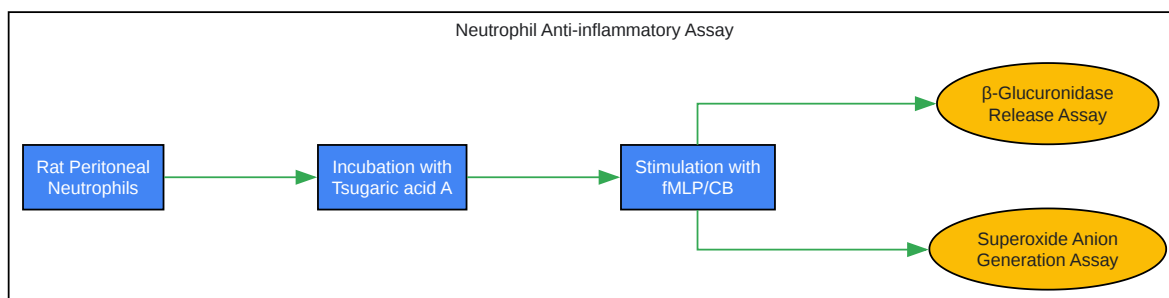 Neutrophil Anti-inflammatory Assay
Rat Peritoneal
Neutrophils
Incubation with
Tsugaric acid A
Stimulation with
fMLP/CB
β-Glucuronidase
Release Assay
Superoxide Anion
Generation Assay